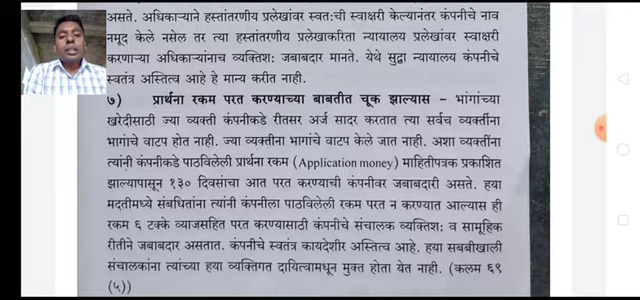 असते. अधिकाऱ्याने हस्तांतरणीय प्रलेखांवर स्वतःची स्वाक्षरी केल्यानंतर कंपनीचे नाव
नमूद केले नसेल तर त्या हस्तांतरणीय प्रलेखाकरिता न्यायालय प्रलेखांवर स्वाक्षरी
करणाऱ्या अधिकाऱ्यांनाच व्यक्तिशः जबाबदार मानते. येथे सुद्धा न्यायालय कंपनीचे
स्वतंत्र अस्तित्व आहे हे मान्य करीत नाही.
७) प्रार्थना रकम परत करण्याच्या बाबतीत चूक झाल्यास – भांगांच्या
खरेदीसाठी ज्या व्यक्ती कंपनीकडे रीतसर अर्ज सादर करतात त्या सर्वच व्यक्तींना
भागांचे वाटप होत नाही. ज्या व्यक्तीना भागांचे वाटप केले जात नाही. अशा व्यक्तींना
त्यांनी कंपनीकडे पाठविलेली प्रार्थना रकम (Application money) माहितीपत्रक प्रकाशित
झाल्यापासून १३० दिवसांचा आत परत करण्याची कंपनीवर जबाबदारी असते. हया
मदतीमध्ये संबधितांना त्यांनी कंपनीला पाठविलेली रकम परत न करण्यात आल्यास ही
रकम ६ टक्के व्याजसहित परत करण्यासाठी कंपनीचे संचालक व्यक्तिशः व सामूहिक
रीतीने जबाबदार असतात. कंपनीचे स्वतंत्र कायदेशीर अस्तित्व आहे. हया सबबीखाली
संचालकांना त्यांच्या हया व्यक्तिगत दायित्वामधून मुक्त होता येत नाही. (कलम ६९
(५))